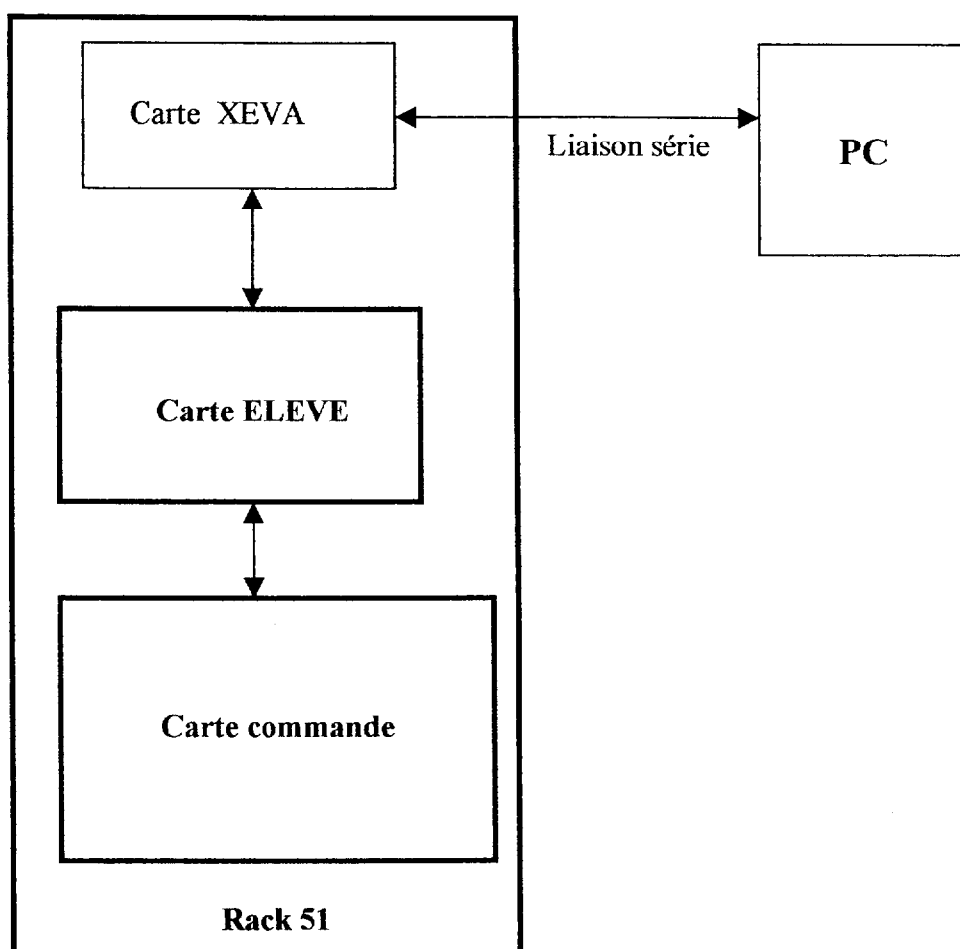 Carte XEVA
Liaison série
PC
Carte ELEVE
Carte commande
Rack 51